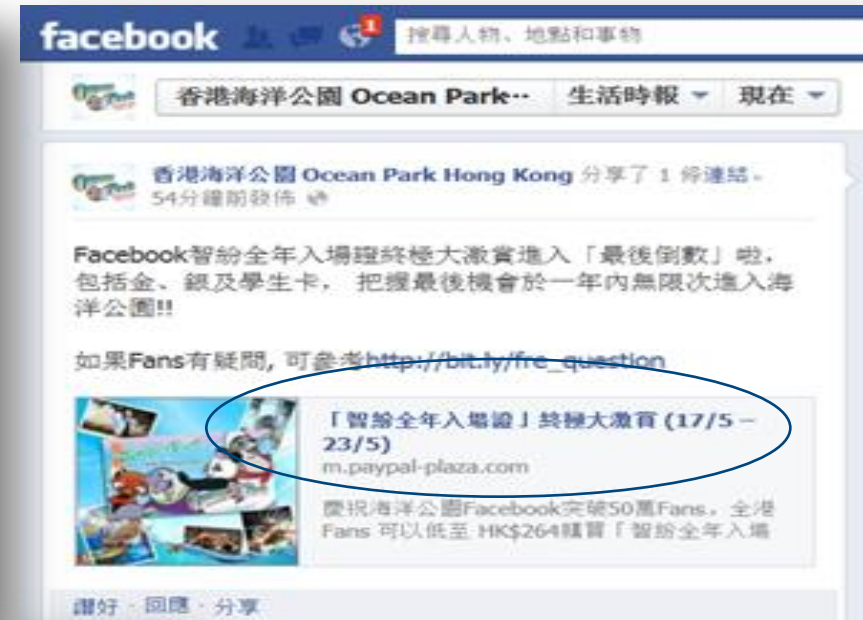 facebook 1 搜尋人物、地點和事物
香港海洋公園 Ocean Park… 生活時報 現在
香港海洋公園 Ocean Park Hong Kong 分享了 1 條連結。
54分鐘前發佈
Facebook智紛全年入場證終極大激賞進入「最後倒數」啦，
包括金、銀及學生卡， 把握最後機會於一年內無限次進入海
洋公園!!
如果Fans有疑問, 可參考http://bit.ly/fre_question
「智紛全年入場證」終極大激賞 (17/5 –
23/5)
m.paypal-plaza.com
慶祝海洋公園Facebook突破50萬Fans。全港
Fans 可以低至 HK$264購買「智紛全年入場
讚好 · 回應 · 分享